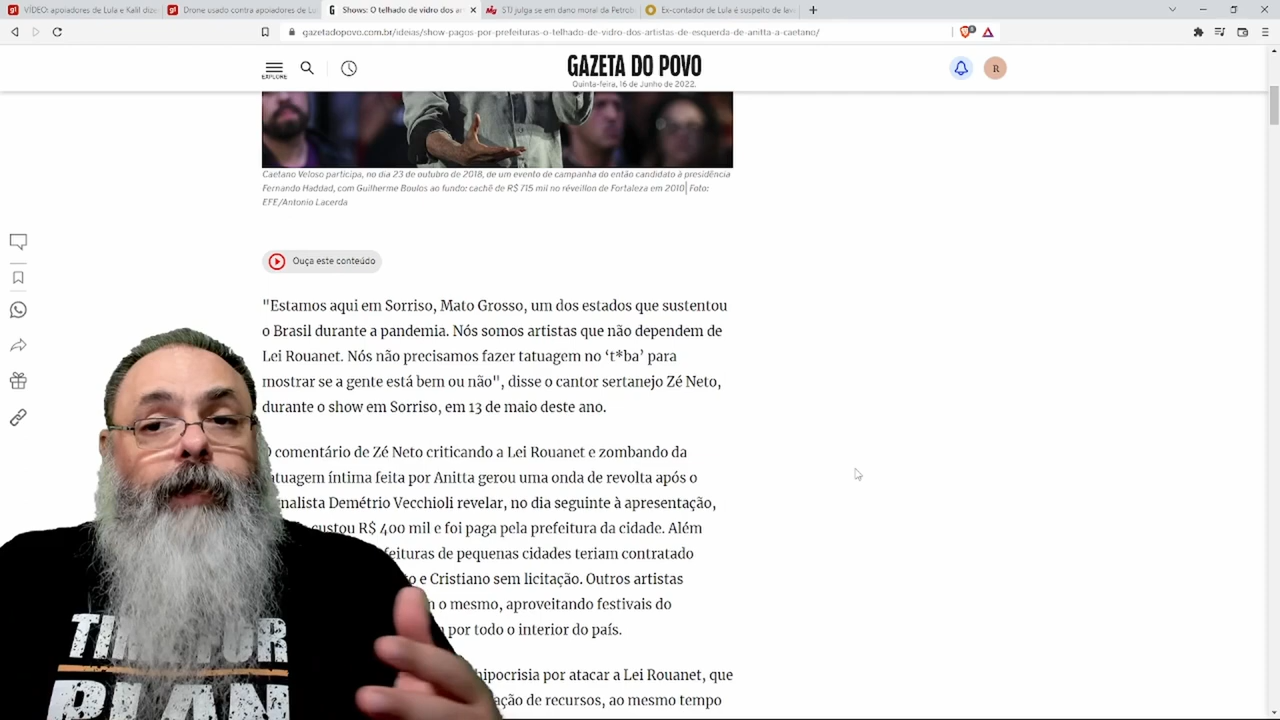 VÍDEO: apoiadores de Lula e Kalil dize
Drone usado contra apoiadores de Lu
Shows: O telhado de vidro dos ar
STJ julga se em dano moral da Petrob
Ex-contador de Lula é suspeito de lav
gazetadopovo.com.br/ideias/show-pagos-por-prefeituras-o-telhado-de-vidro-dos-artistas-de-esquerda-de-anitta-a-caetano/
EXPLORE
GAZETA DO POVO
Quinta-feira, 16 de Junho de 2022.
R
Caetano Veloso participa, no dia 23 de outubro de 2018, de um evento de campanha do então candidato à presidência
Fernando Haddad, com Guilherme Boulos ao fundo: cachê de R$ 715 mil no réveillon de Fortaleza em 2010| Foto:
EFE/Antonio Lacerda
Ouça este conteúdo
"Estamos aqui em Sorriso, Mato Grosso, um dos estados que sustentou
o Brasil durante a pandemia. Nós somos artistas que não dependem de
Lei Rouanet. Nós não precisamos fazer tatuagem no ‘t*ba’ para
mostrar se a gente está bem ou não", disse o cantor sertanejo Zé Neto,
durante o show em Sorriso, em 13 de maio deste ano.
O comentário de Zé Neto criticando a Lei Rouanet e zombando da
tatuagem íntima feita por Anitta gerou uma onda de revolta após o
rnalista Demétrio Vecchioli revelar, no dia seguinte à apresentação,
custou R$ 400 mil e foi paga pela prefeitura da cidade. Além
feituras de pequenas cidades teriam contratado
o e Cristiano sem licitação. Outros artistas
o mesmo, aproveitando festivais do
por todo o interior do país.
hipocrisia por atacar a Lei Rouanet, que
ação de recursos, ao mesmo tempo
PLAN